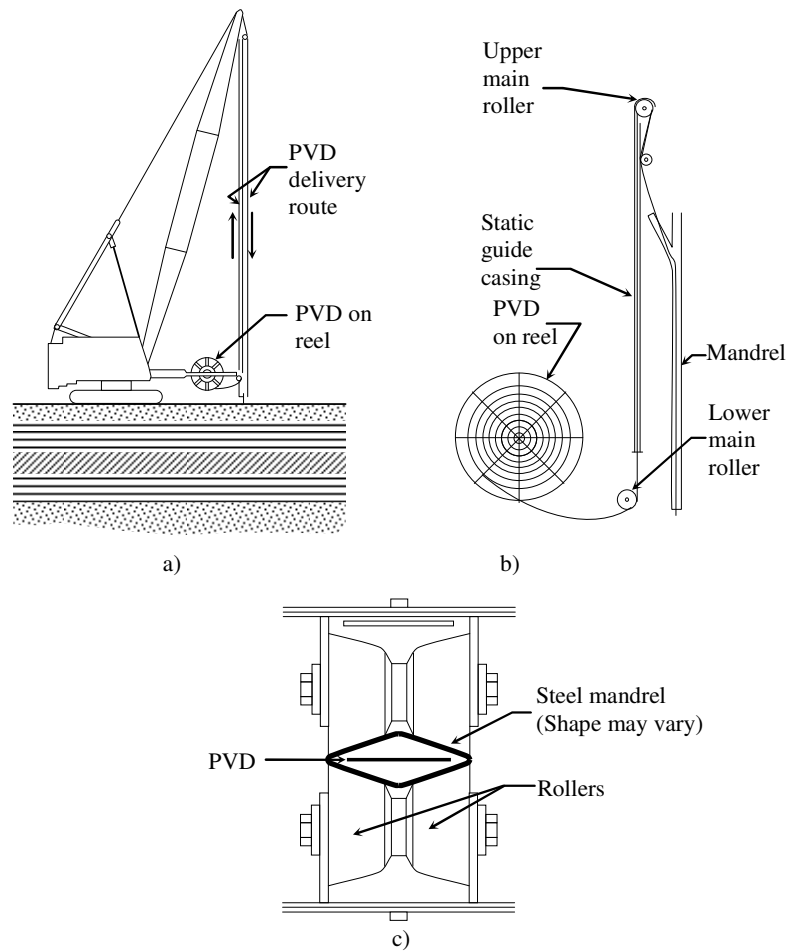 PVD
delivery
route
PVD on
reel
a)
Upper
main
roller
Static
guide
casing
PVD
on reel
Mandrel
Lower
main
roller
b)
Steel mandrel
(Shape may vary)
PVD
Rollers
c)